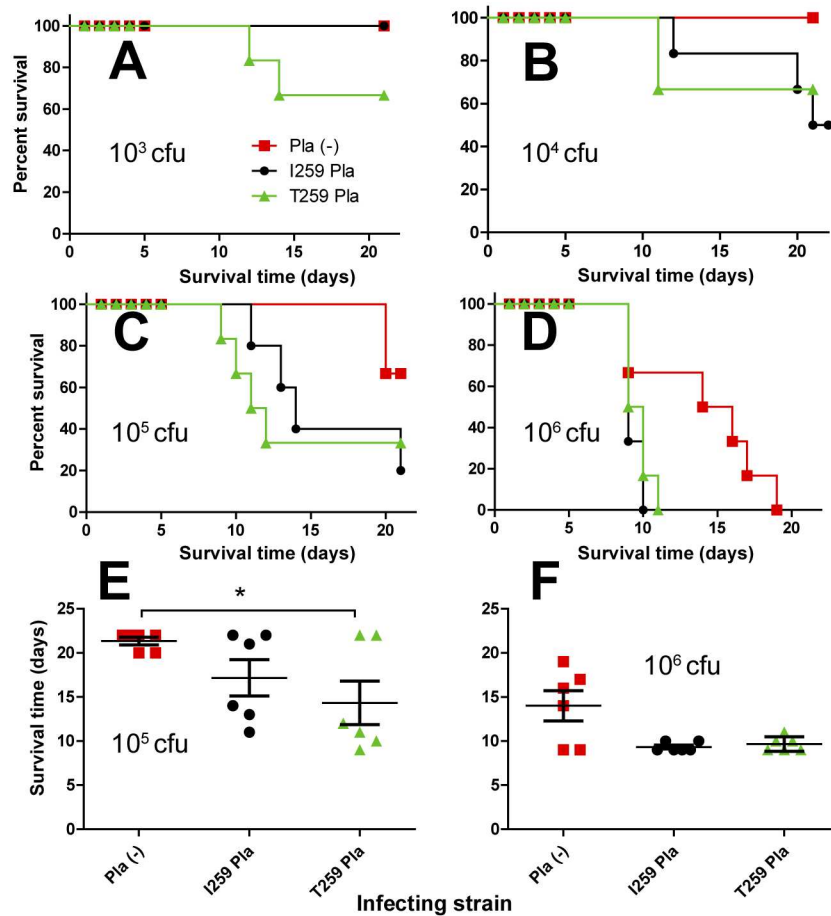 A
Percent survival
100
80
60
40
20
0
10³ cfu
Pla (-)
I259 Pla
T259 Pla
0 5 10 15 20
Survival time (days)
B
100
80
60
40
20
0
10⁴ cfu
0 5 10 15 20
Survival time (days)
C
Percent survival
100
80
60
40
20
0
10⁵ cfu
0 5 10 15 20
Survival time (days)
D
100
80
60
40
20
0
10⁶ cfu
0 5 10 15 20
Survival time (days)
E
Survival time (days)
25
20
15
10
5
0
*
10⁵ cfu
Pla (-)
I259 Pla
T259 Pla
F
25
20
15
10
5
0
10⁶ cfu
Pla (-)
I259 Pla
T259 Pla
Infecting strain